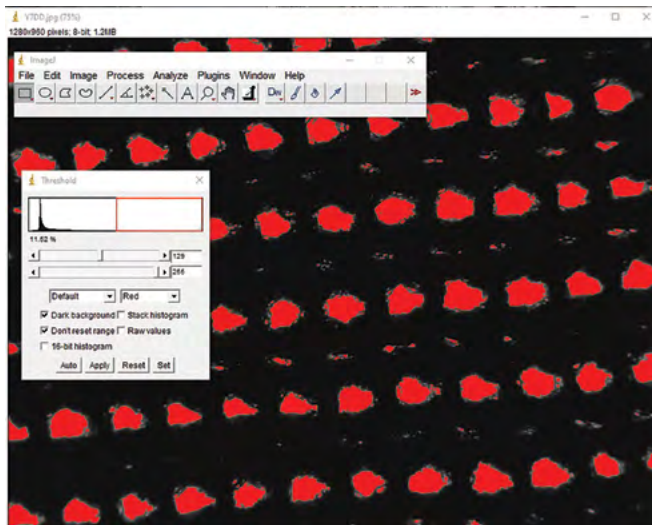 Y7DD.jpg (75%)
1280x960 pixels; 8-bit; 1.2MB
ImageJ
File Edit Image Process Analyze Plugins Window Help
A Dev
Threshold
11.62 %
129
255
Default Red
Dark background Stack histogram
Don't reset range Raw values
16-bit histogram
Auto Apply Reset Set